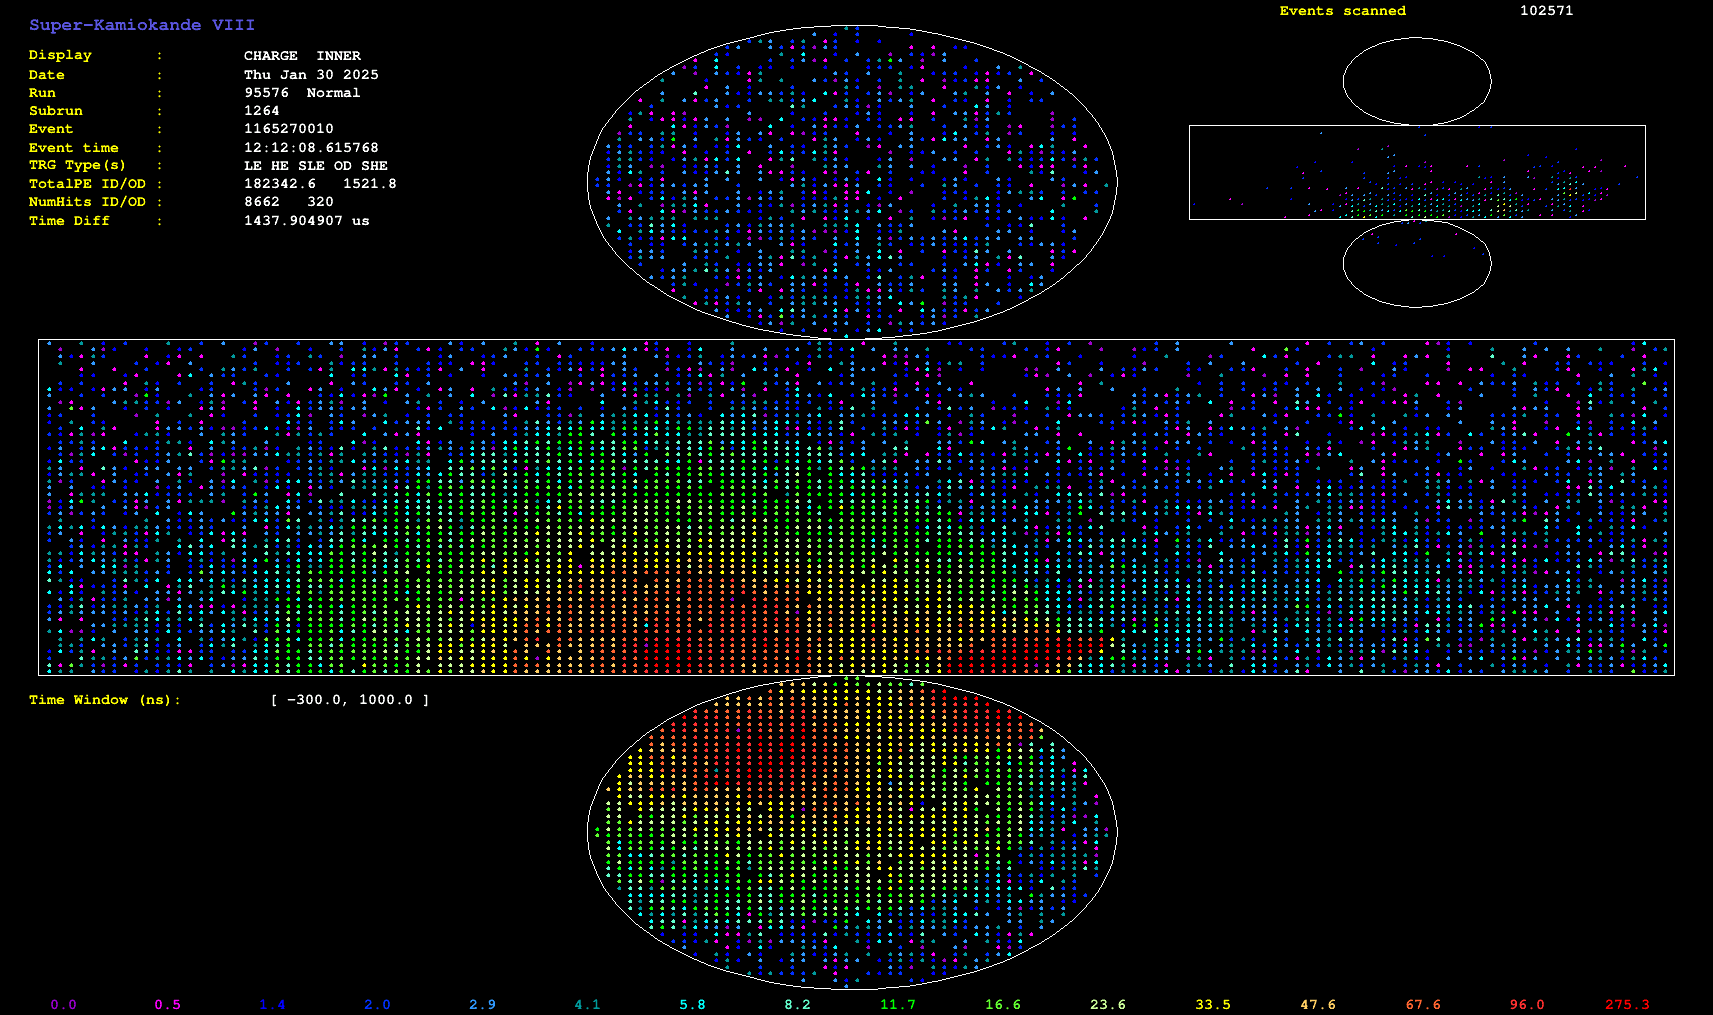 Super-Kamiokande VIII
Events scanned 102571
Display : CHARGE INNER
Date : Thu Jan 30 2025
Run : 95576 Normal
Subrun : 1264
Event : 1165270010
Event time : 12:12:08.615768
TRG Type(s) : LE HE SLE OD SHE
TotalPE ID/OD : 182342.6 1521.8
NumHits ID/OD : 8662 320
Time Diff : 1437.904907 us
Time Window (ns): [ -300.0, 1000.0 ]
0.0 0.5 1.4 2.0 2.9 4.1 5.8 8.2 11.7 16.6 23.6 33.5 47.6 67.6 96.0 275.3